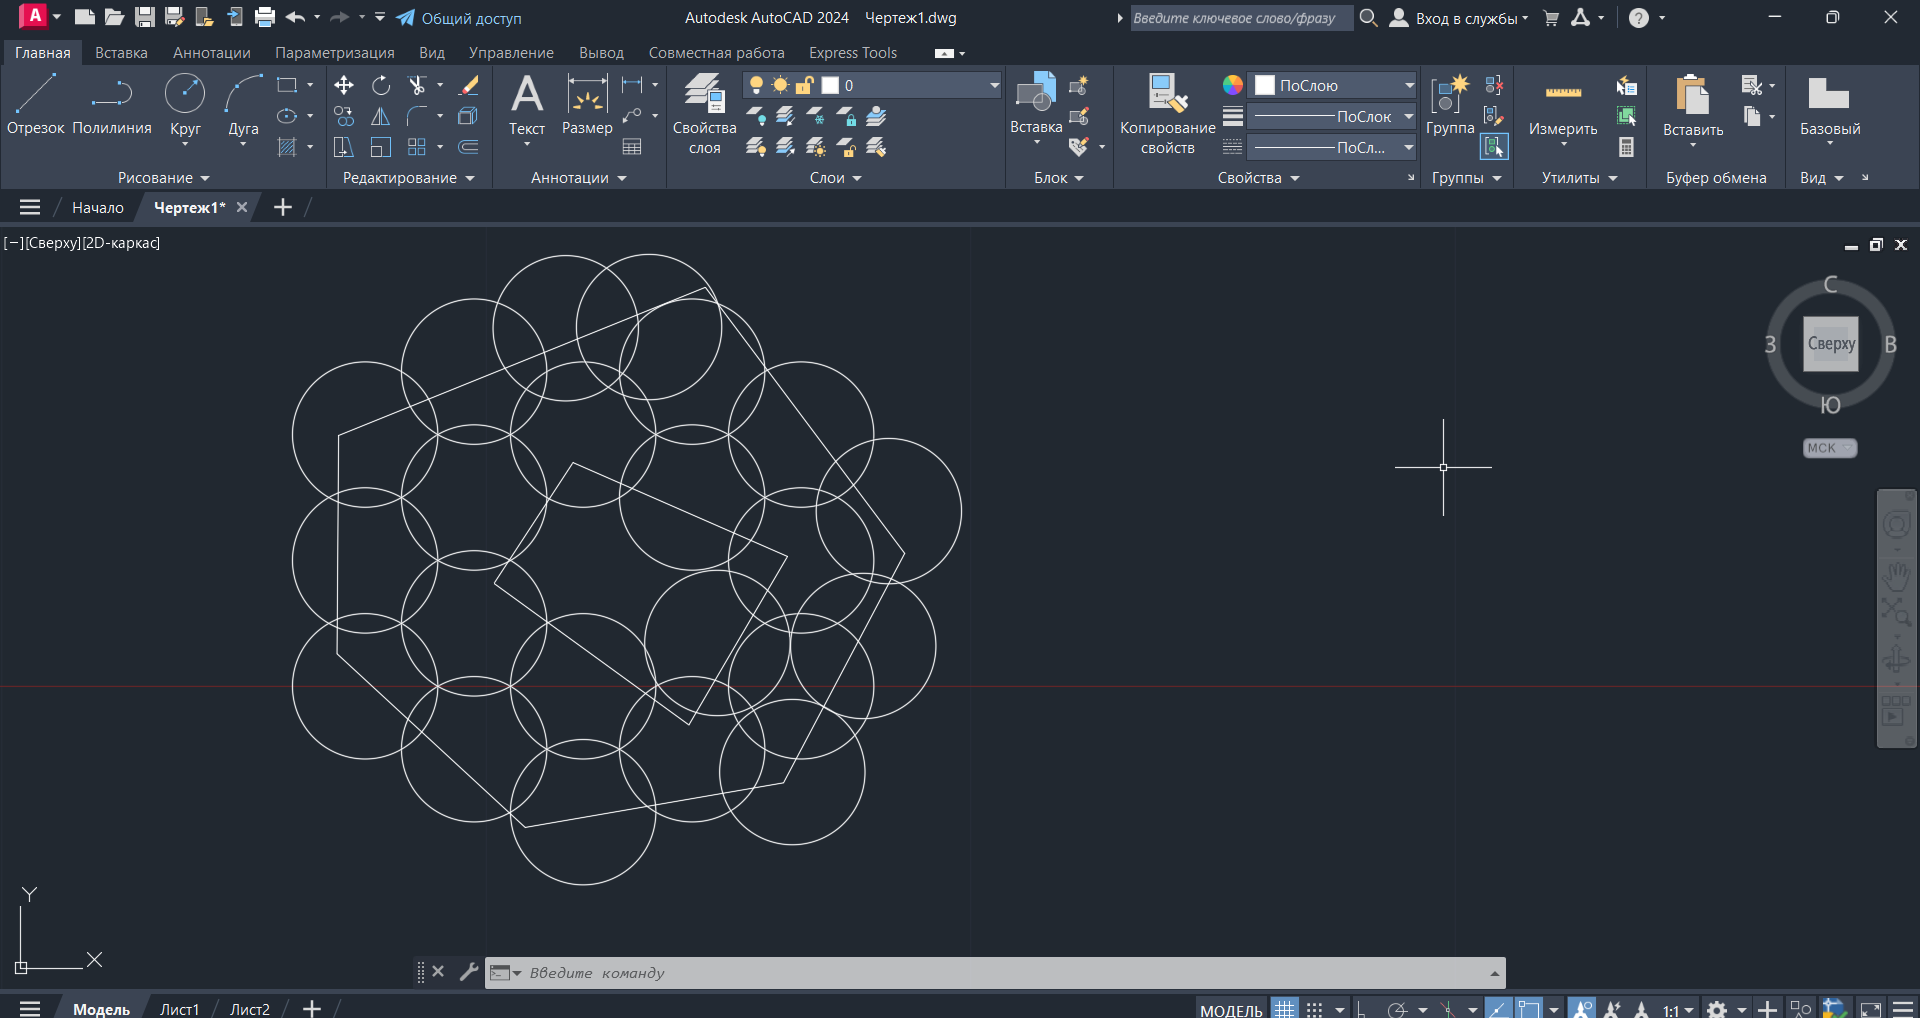 A
Общий доступ
Autodesk AutoCAD 2024 Чертеж1.dwg
Введите ключевое слово/фразу
Вход в службы
?
Главная Вставка Аннотации Параметризация Вид Управление Вывод Совместная работа Express Tools
Отрезок Полилиния Круг Дуга
Рисование
Редактирование
A
Текст Размер
Аннотации
Свойства слоя
0
Слои
Вставка
Блок
Копирование свойств
ПоСлою
ПоСлок
ПоСл...
Свойства
Группа
Группы
Измерить
Утилиты
Вставить
Буфер обмена
Базовый
Вид
Начало Чертеж1*
[−][Сверху][2D-каркас]
С
З Сверху В
Ю
МСК
Y
X
Введите команду
Модель Лист1 Лист2
МОДЕЛЬ
1:1